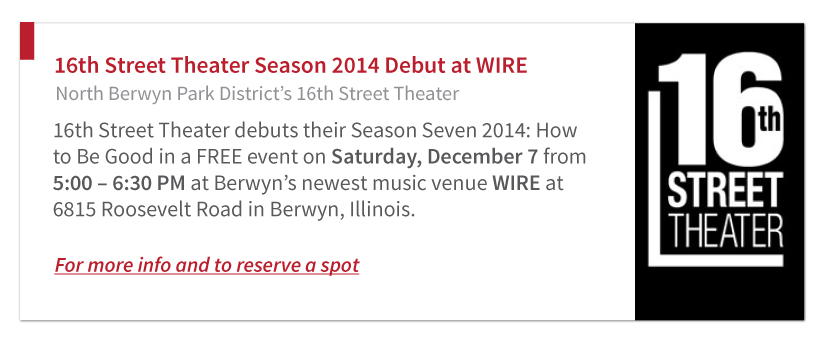 16th Street Theater Season 2014 Debut at WIRE
North Berwyn Park District's 16th Street Theater
16th Street Theater debuts their Season Seven 2014: How
to Be Good in a FREE event on Saturday, December 7 from
5:00 – 6:30 PM at Berwyn's newest music venue WIRE at
6815 Roosevelt Road in Berwyn, Illinois.
For more info and to reserve a spot
16th
STREET
THEATER